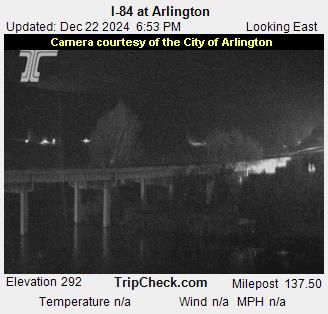 I-84 at Arlington
Updated: Dec 22 2024 6:53 PM Looking East
Camera courtesy of the City of Arlington
Elevation 292 TripCheck.com Milepost 137.50
Temperature n/a Wind n/a MPH n/a